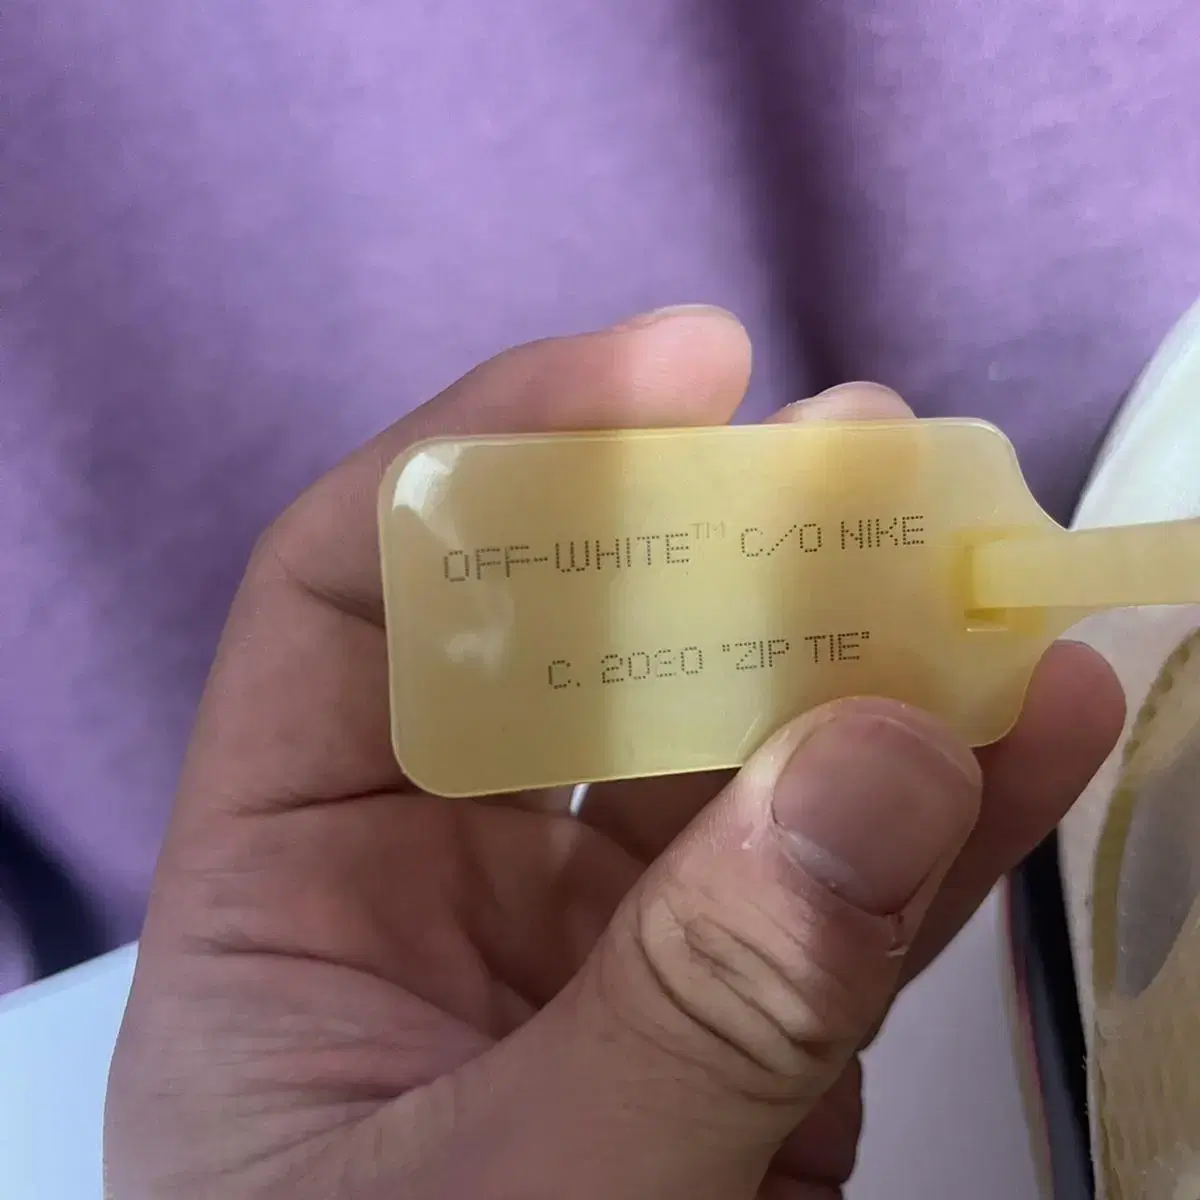 OFF-WHITE™ C/O NIKE
C. 2020 "ZIP TIE"